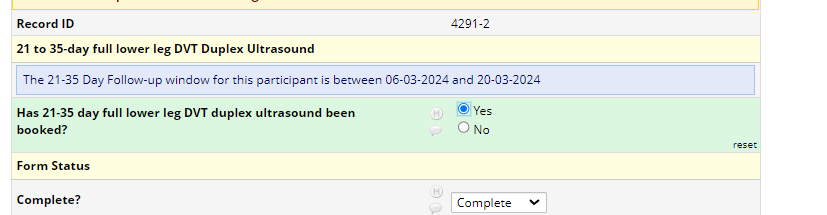 Record ID 4291-2
21 to 35-day full lower leg DVT Duplex Ultrasound
The 21-35 Day Follow-up window for this participant is between 06-03-2024 and 20-03-2024
Has 21-35 day full lower leg DVT duplex ultrasound been
booked?
H
Yes
No
reset
Form Status
Complete?
H
Complete